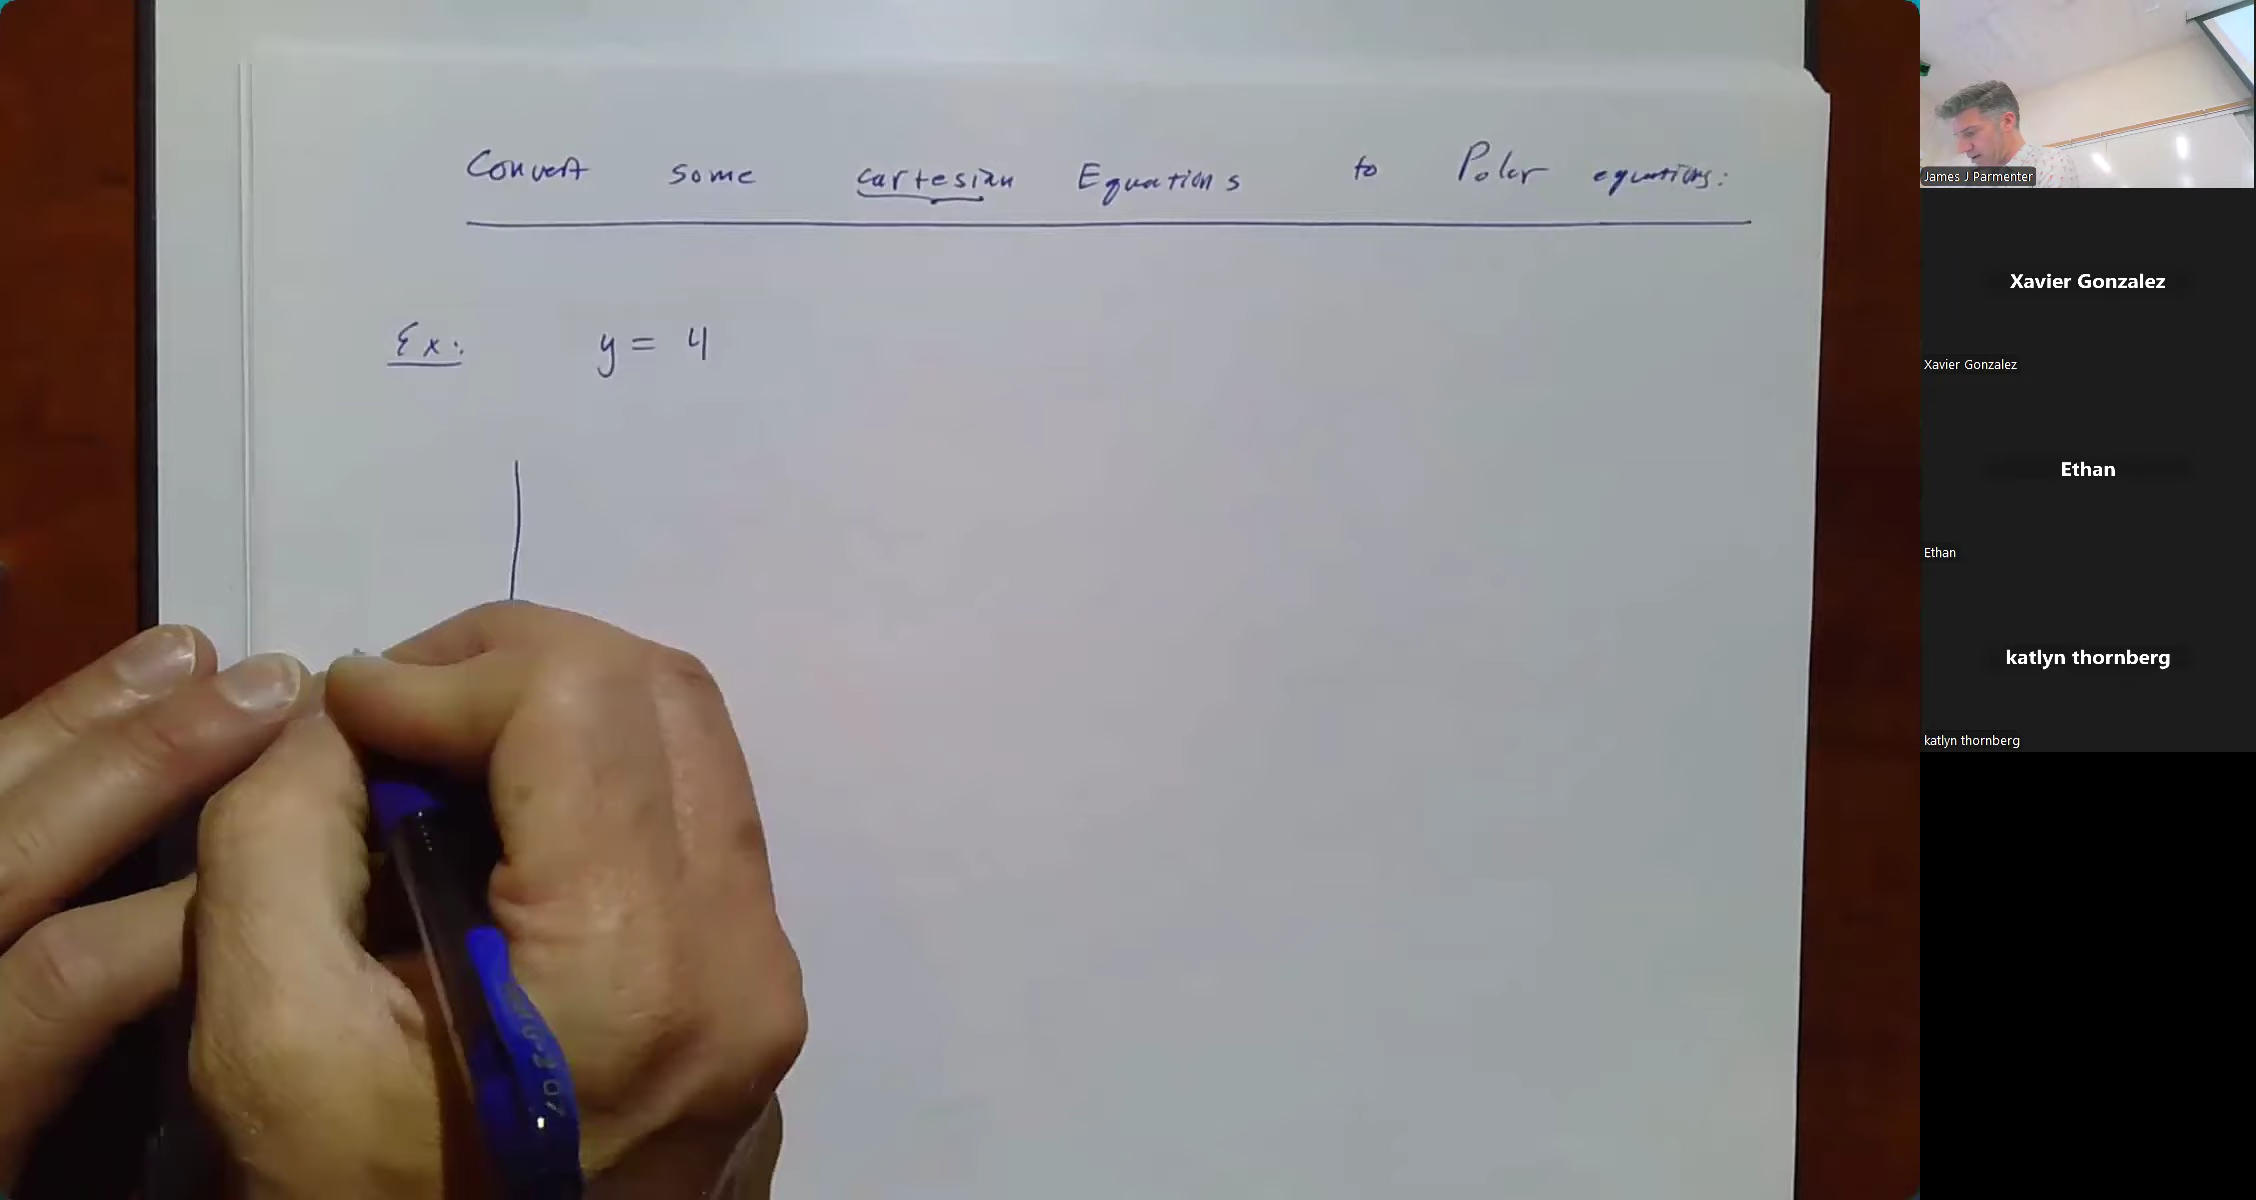 Convert some cartesian Equations to Polar equations:
Ex: y = 4
James J Parmenter
Xavier Gonzalez
Xavier Gonzalez
Ethan
Ethan
katlyn thornberg
katlyn thornberg